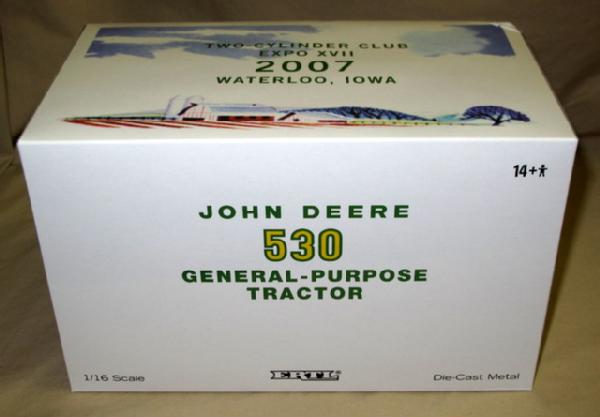 TWO-CYLINDER CLUB
EXPO XVII
2007
WATERLOO, IOWA
14+
JOHN DEERE
530
GENERAL-PURPOSE
TRACTOR
1/16 Scale
ERTL®
Die-Cast Metal